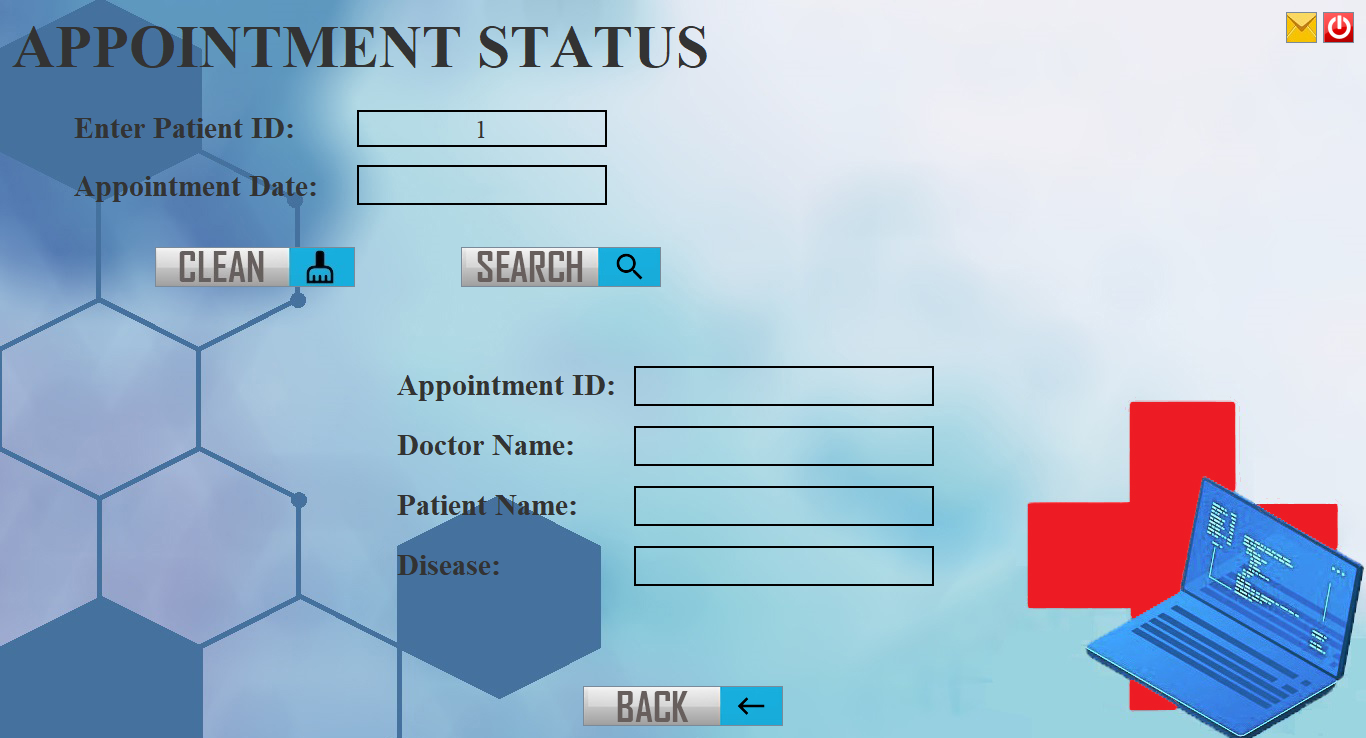 APPOINTMENT STATUS
Enter Patient ID: 1
Appointment Date:
CLEAN SEARCH
Appointment ID:
Doctor Name:
Patient Name:
Disease:
BACK